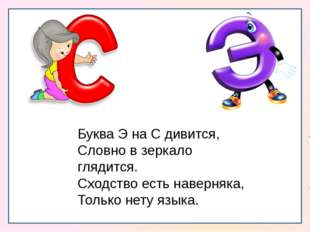 С Э
Буква Э на С дивится,
Словно в зеркало
глядится.
Сходство есть наверняка,
Только нету языка.